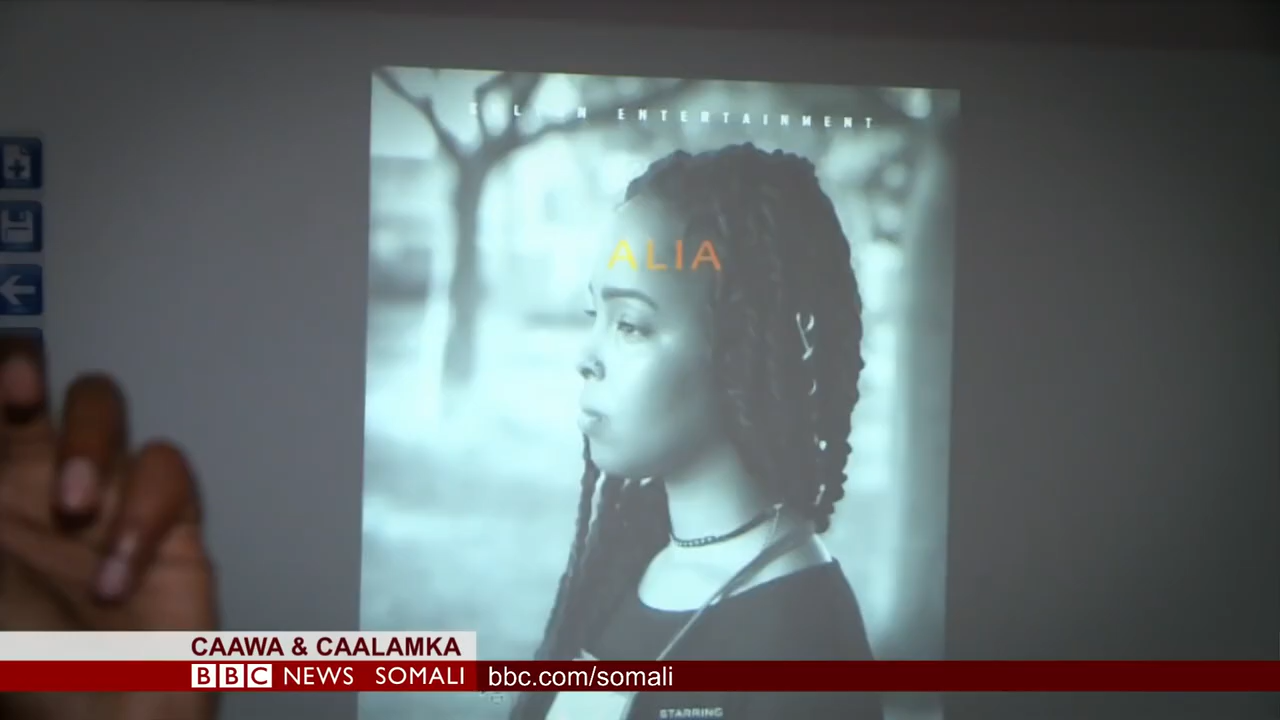 ENTERTAINMENT
ALIA
CAAWA & CAALAMKA
BBC NEWS SOMALI bbc.com/somali
STARRING